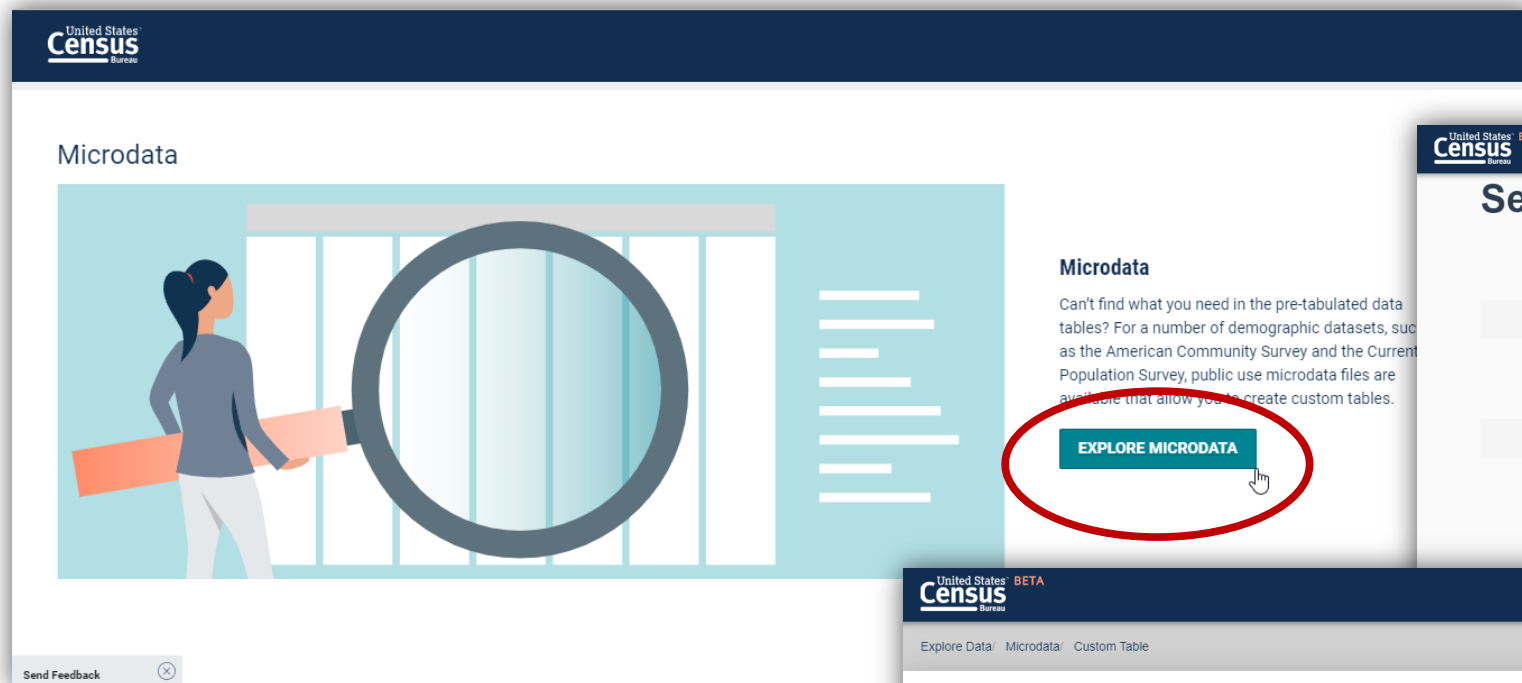 United States
Census
Bureau
Microdata
Microdata
Can't find what you need in the pre-tabulated data
tables? For a number of demographic datasets, suc
as the American Community Survey and the Current
Population Survey, public use microdata files are
available that allow you to create custom tables.
EXPLORE MICRODATA
United States
Census
Bureau
Se
United States BETA
Census
Bureau
Explore Data/ Microdata/ Custom Table
Send Feedback